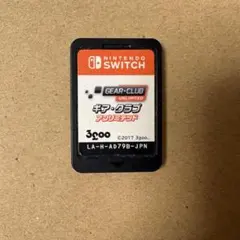 NINTENDO
SWITCH
GEAR•CLUB
UNLIMITED
ギア・クラブ
アンリミテッド
3goo
©2017 3goo.
LA-H-AD79B-JPN